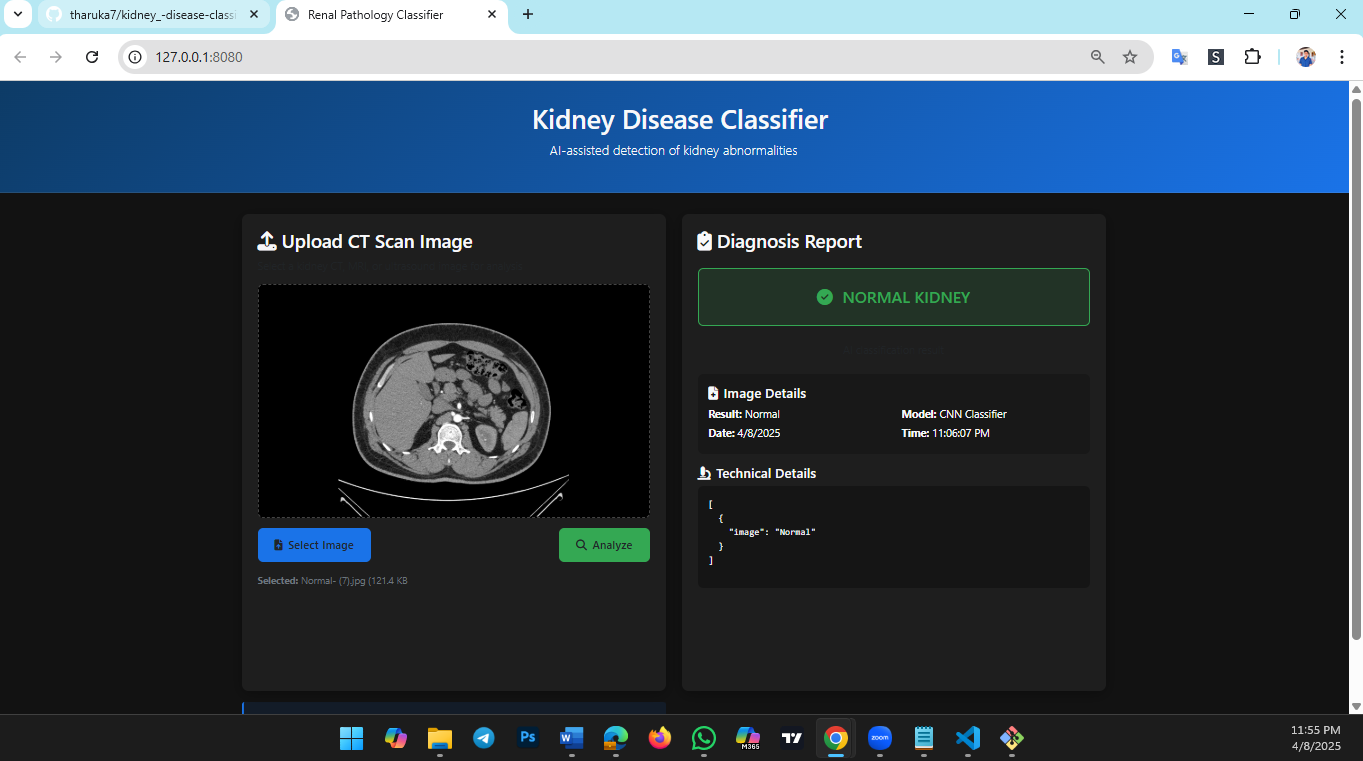 tharuka7/kidney_-disease-classi
Renal Pathology Classifier
127.0.0.1:8080
S
Kidney Disease Classifier
AI-assisted detection of kidney abnormalities
Upload CT Scan Image
Select Image
Analyze
Selected: Normal- (7).jpg (121.4 KB
Diagnosis Report
NORMAL KIDNEY
Image Details
Result: Normal
Model: CNN Classifier
Date: 4/8/2025
Time: 11:06:07 PM
Technical Details
[
{
"image": "Normal"
}
]
Ps
W
M365
zoom
11:55 PM
4/8/2025